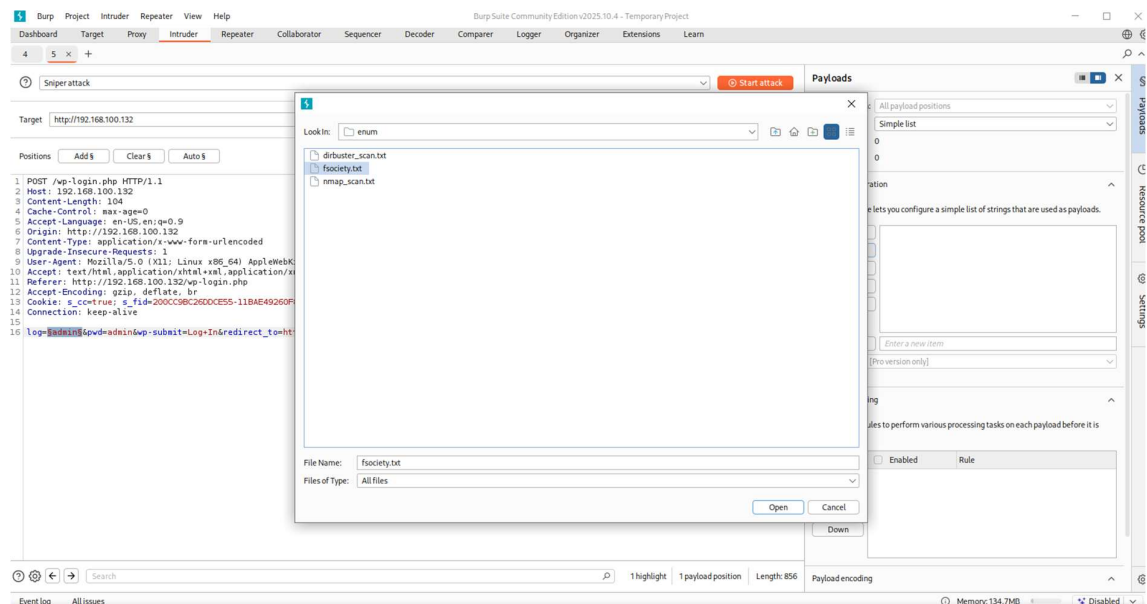 Burp Project Intruder Repeater View Help
Burp Suite Community Edition v2025.10.4 - Temporary Project
Dashboard Target Proxy Intruder Repeater Collaborator Sequencer Decoder Comparer Logger Organizer Extensions Learn
4 5 × +
Sniper attack
Start attack
Target http://192.168.100.132
Positions Add § Clear § Auto §
1 POST /wp-login.php HTTP/1.1
2 Host: 192.168.100.132
3 Content-Length: 104
4 Cache-Control: max-age=0
5 Accept-Language: en-US,en;q=0.9
6 Origin: http://192.168.100.132
7 Content-Type: application/x-www-form-urlencoded
8 Upgrade-Insecure-Requests: 1
9 User-Agent: Mozilla/5.0 (X11; Linux x86_64) AppleWebK
10 Accept: text/html,application/xhtml+xml,application/x
11 Referer: http://192.168.100.132/wp-login.php
12 Accept-Encoding: gzip, deflate, br
13 Cookie: s_cc=true; s_fid=200CC9BC26DDCE55-11BAE49260F
14 Connection: keep-alive
15
16 log=§admin§&pwd=admin&wp-submit=Log+In&redirect_to=ht
Look In: enum
dirbuster_scan.txt
fsociety.txt
nmap_scan.txt
File Name: fsociety.txt
Files of Type: All files
Open Cancel
Payloads
All payload positions
Simple list
0
0
ration
e lets you configure a simple list of strings that are used as payloads.
Enter a new item
[Pro version only]
ing
ules to perform various processing tasks on each payload before it is
Enabled Rule
Down
Payload encoding
Payloads
Resource pool
Settings
Search
1 highlight 1 payload position Length: 856
Event log All issues
Memory: 134.7MB
Disabled